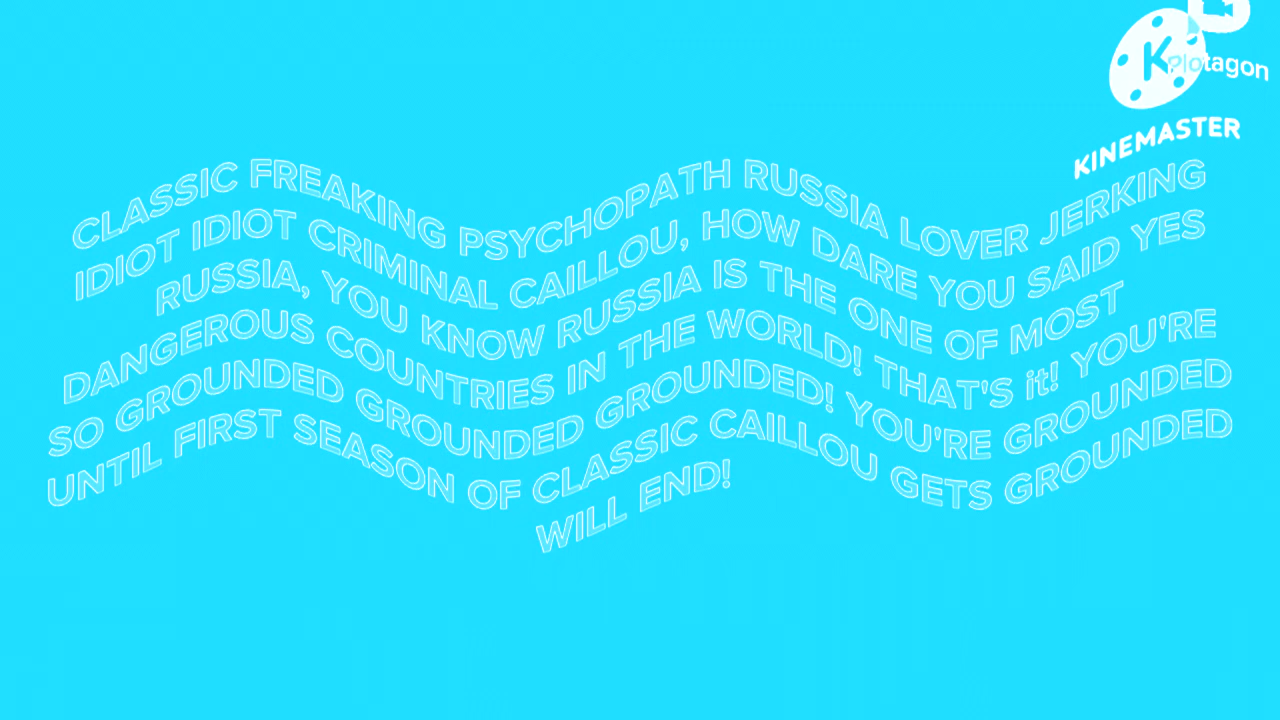 K
Plotagon
KINEMASTER
CLASSIC FREAKING PSYCHOPATH RUSSIA LOVER JERKING
IDIOT IDIOT CRIMINAL CAILLOU, HOW DARE YOU SAID YES
RUSSIA, YOU KNOW RUSSIA IS THE ONE OF MOST
DANGEROUS COUNTRIES IN THE WORLD! THAT'S it! YOU'RE
SO GROUNDED GROUNDED GROUNDED! YOU'RE GROUNDED
UNTIL FIRST SEASON OF CLASSIC CAILLOU GETS GROUNDED
WILL END!